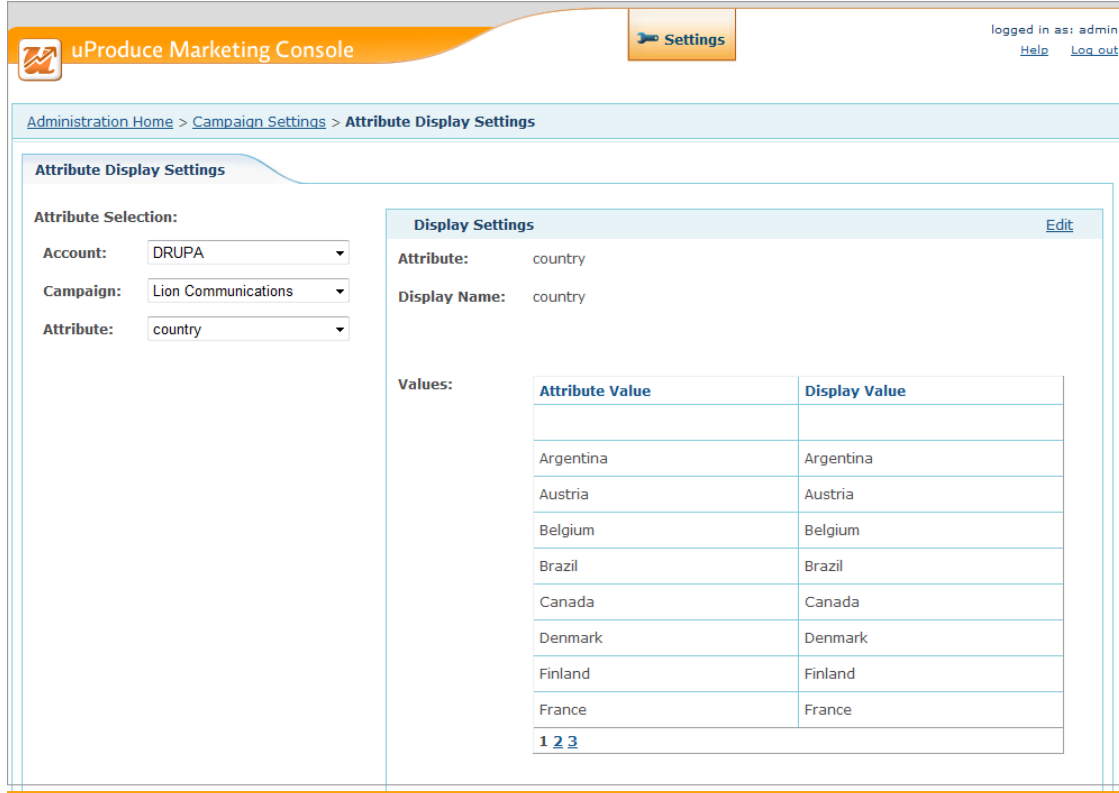 uProduce Marketing Console
Settings
logged in as: admin
Help Log out
Administration Home > Campaign Settings > Attribute Display Settings
Attribute Display Settings
Attribute Selection:
Account: DRUPA
Campaign: Lion Communications
Attribute: country
Display Settings Edit
Attribute: country
Display Name: country
Values:
Attribute Value Display Value
Argentina Argentina
Austria Austria
Belgium Belgium
Brazil Brazil
Canada Canada
Denmark Denmark
Finland Finland
France France
1 2 3